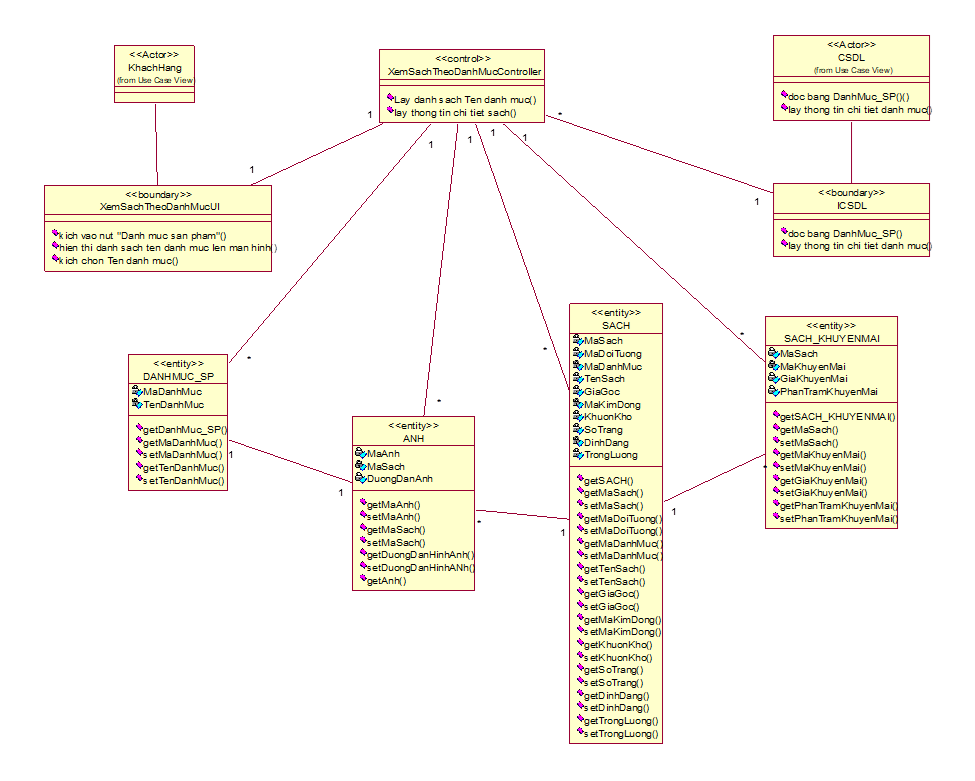 <<Actor>>
KhachHang
(from Use Case View
<<control>>
XemSachTheoDanhMucController
Lay danh sach Ten danh muc()
lay thong tin chi tiet sach()
<<Actor>>
CSDL
(from Use Case View)
doc bang DanhMuc_SP()()
lay thong tin chi tiet danh muc()
1
1
1
1
1
1
*
1
<<boundary>>
XemSachTheoDanhMucUI
kich vao nut "Danh muc san pham"()
hien thi danh sach ten danh muc len man hinh()
kich chon Ten danh muc()
<<boundary>>
ICSDL
doc bang DanhMuc_SP()
lay thong tin chi tiet danh muc()
*
*
*
*
<<entity>>
DANHMUC_SP
MaDanhMuc
TenDanhMuc
getDanhMuc_SP()
getMaDanhMuc()
setMaDanhMuc()
getTenDanhMuc()
setTenDanhMuc()
1
1
<<entity>>
ANH
MaAnh
MaSach
DuongDanAnh
getMaAnh()
setMaAnh()
getMaSach()
setMaSach()
getDuongDanHinhAnh()
setDuongDanHinhANh()
getAnh()
*
1
<<entity>>
SACH
MaSach
MaDoiTuong
MaDanhMuc
TenSach
GiaGoc
MaKimDong
KhuonKho
SoTrang
DinhDang
TrongLuong
getSACH()
getMaSach()
setMaSach()
getMaDoiTuong()
setMaDoiTuong()
getMaDanhMuc()
setMaDanhMuc()
getTenSach()
setTenSach()
getGiaGoc()
setGiaGoc()
getMaKimDong()
setMaKimDong()
getKhuonKho()
setKhuonKho()
getSoTrang()
setSoTrang()
getDinhDang()
setDinhDang()
getTrongLuong()
setTrongLuong()
1
*
<<entity>>
SACH_KHUYENMAI
MaSach
MaKhuyenMai
GiaKhuyenMai
PhanTramKhuyenMai
getSACH_KHUYENMAI()
getMaSach()
setMaSach()
getMaKhuyenMai()
setMaKhuyenMai()
getGiaKhuyenMai()
setGiaKhuyenMai()
getPhanTramKhuyenMai()
setPhanTramKhuyenMai()